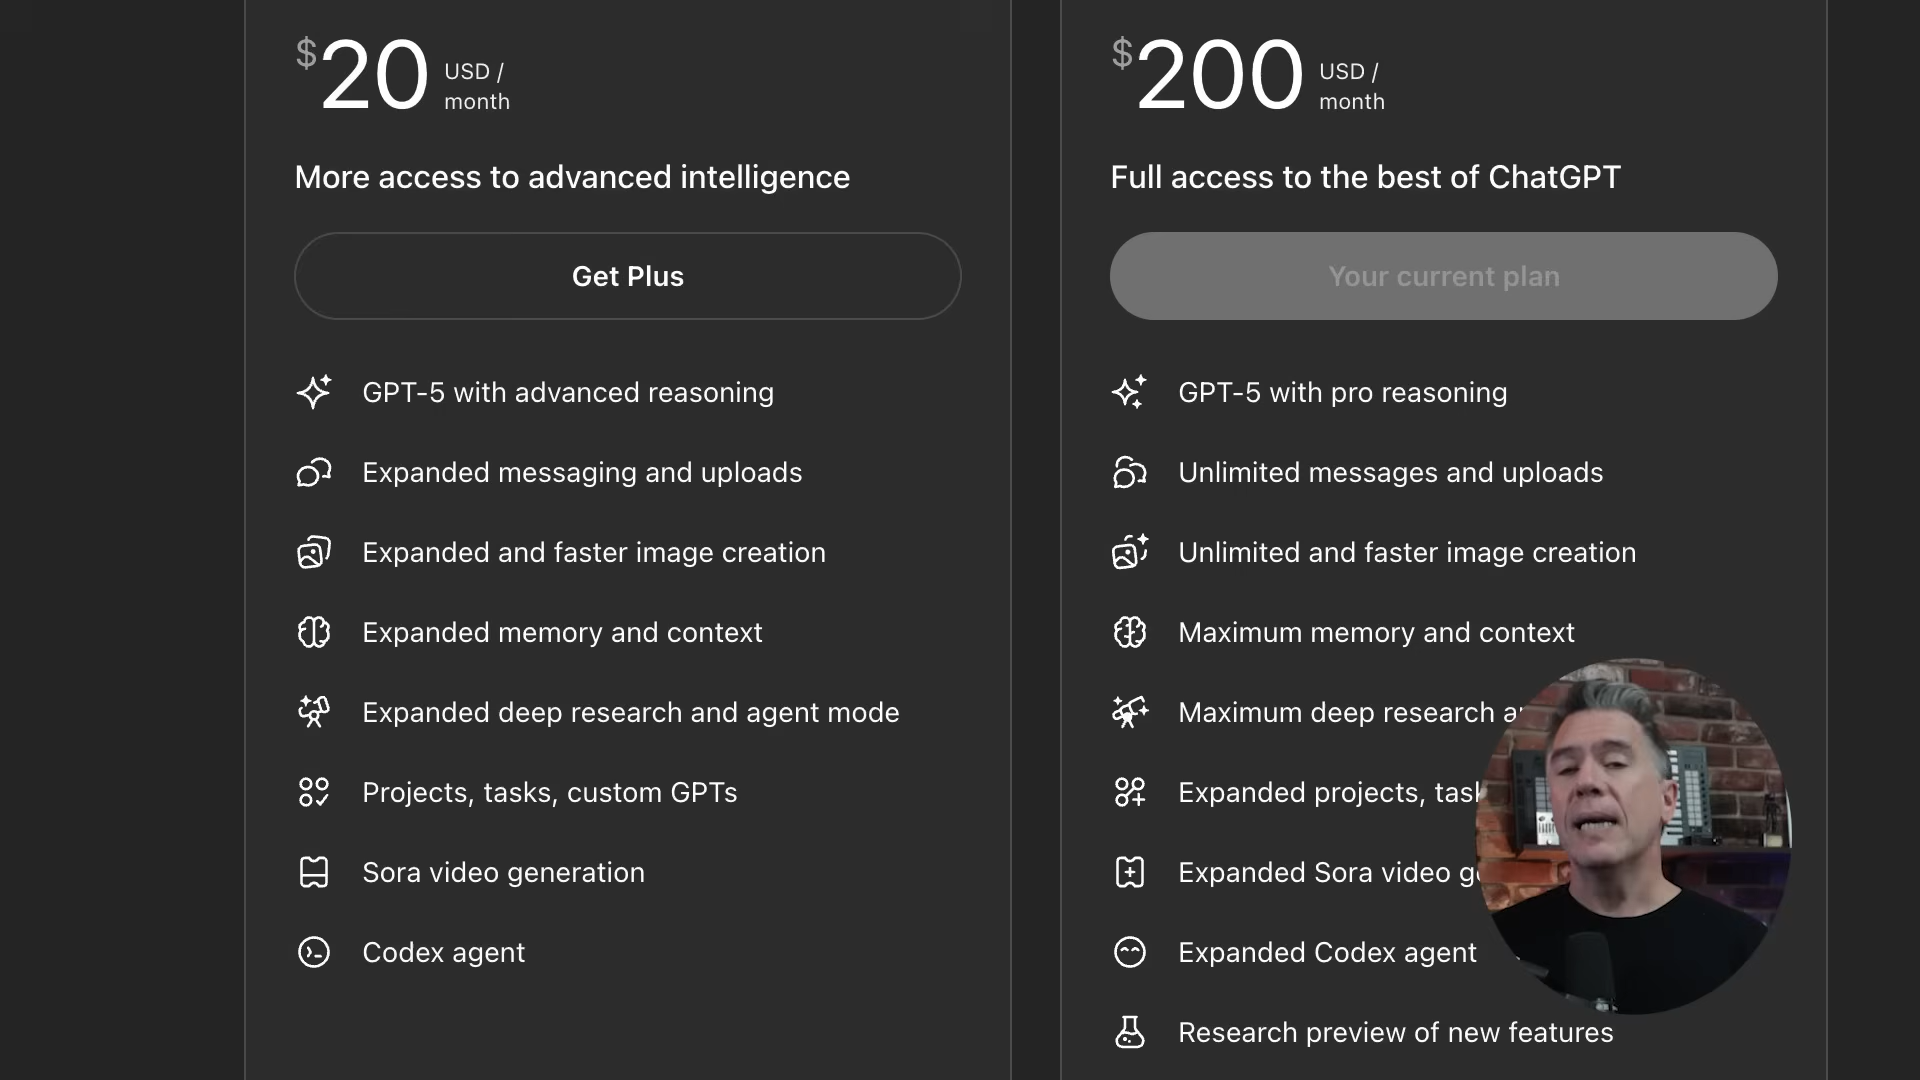 $20 USD /
month
More access to advanced intelligence
Get Plus
GPT-5 with advanced reasoning
Expanded messaging and uploads
Expanded and faster image creation
Expanded memory and context
Expanded deep research and agent mode
Projects, tasks, custom GPTs
Sora video generation
Codex agent
$200 USD /
month
Full access to the best of ChatGPT
Your current plan
GPT-5 with pro reasoning
Unlimited messages and uploads
Unlimited and faster image creation
Maximum memory and context
Maximum deep research
Expanded projects,
Expanded Sora video
Expanded Codex agent
Research preview of new features